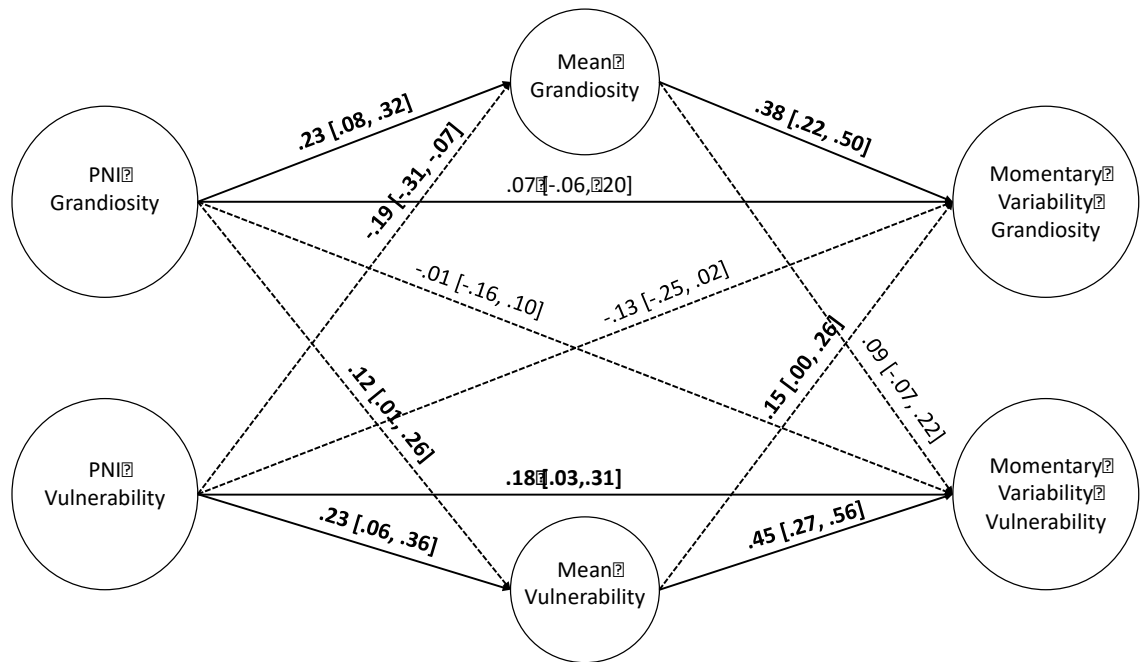 Mean
Grandiosity
PNI
Grandiosity
.23 [.08, .32]
.38 [.22, .50]
-.19 [-.31, -.07]
.07 [-.06, 20]
Momentary
Variability
Grandiosity
-.01 [-.16, .10]
-.13 [-.25, .02]
.12 [.01, .26]
.15 [.00, .26]
.09 [-.07, .22]
PNI
Vulnerability
.18 [.03,.31]
Momentary
Variability
Vulnerability
.23 [.06, .36]
.45 [.27, .56]
Mean
Vulnerability